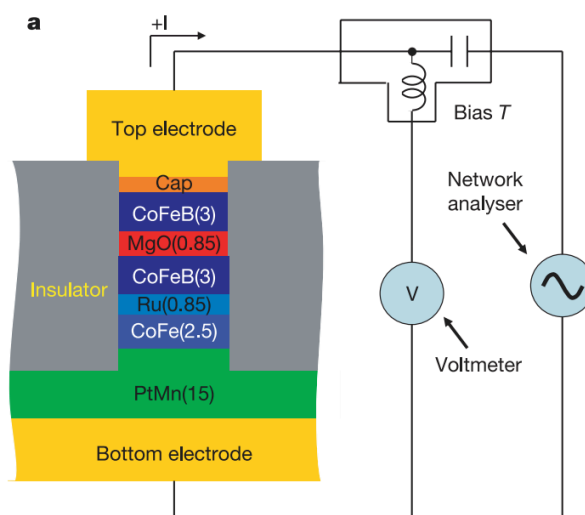 a
+I
Top electrode
Bias T
Cap
Network
analyser
CoFeB(3)
MgO(0.85)
CoFeB(3)
Insulator
Ru(0.85)
V
CoFe(2.5)
Voltmeter
PtMn(15)
Bottom electrode